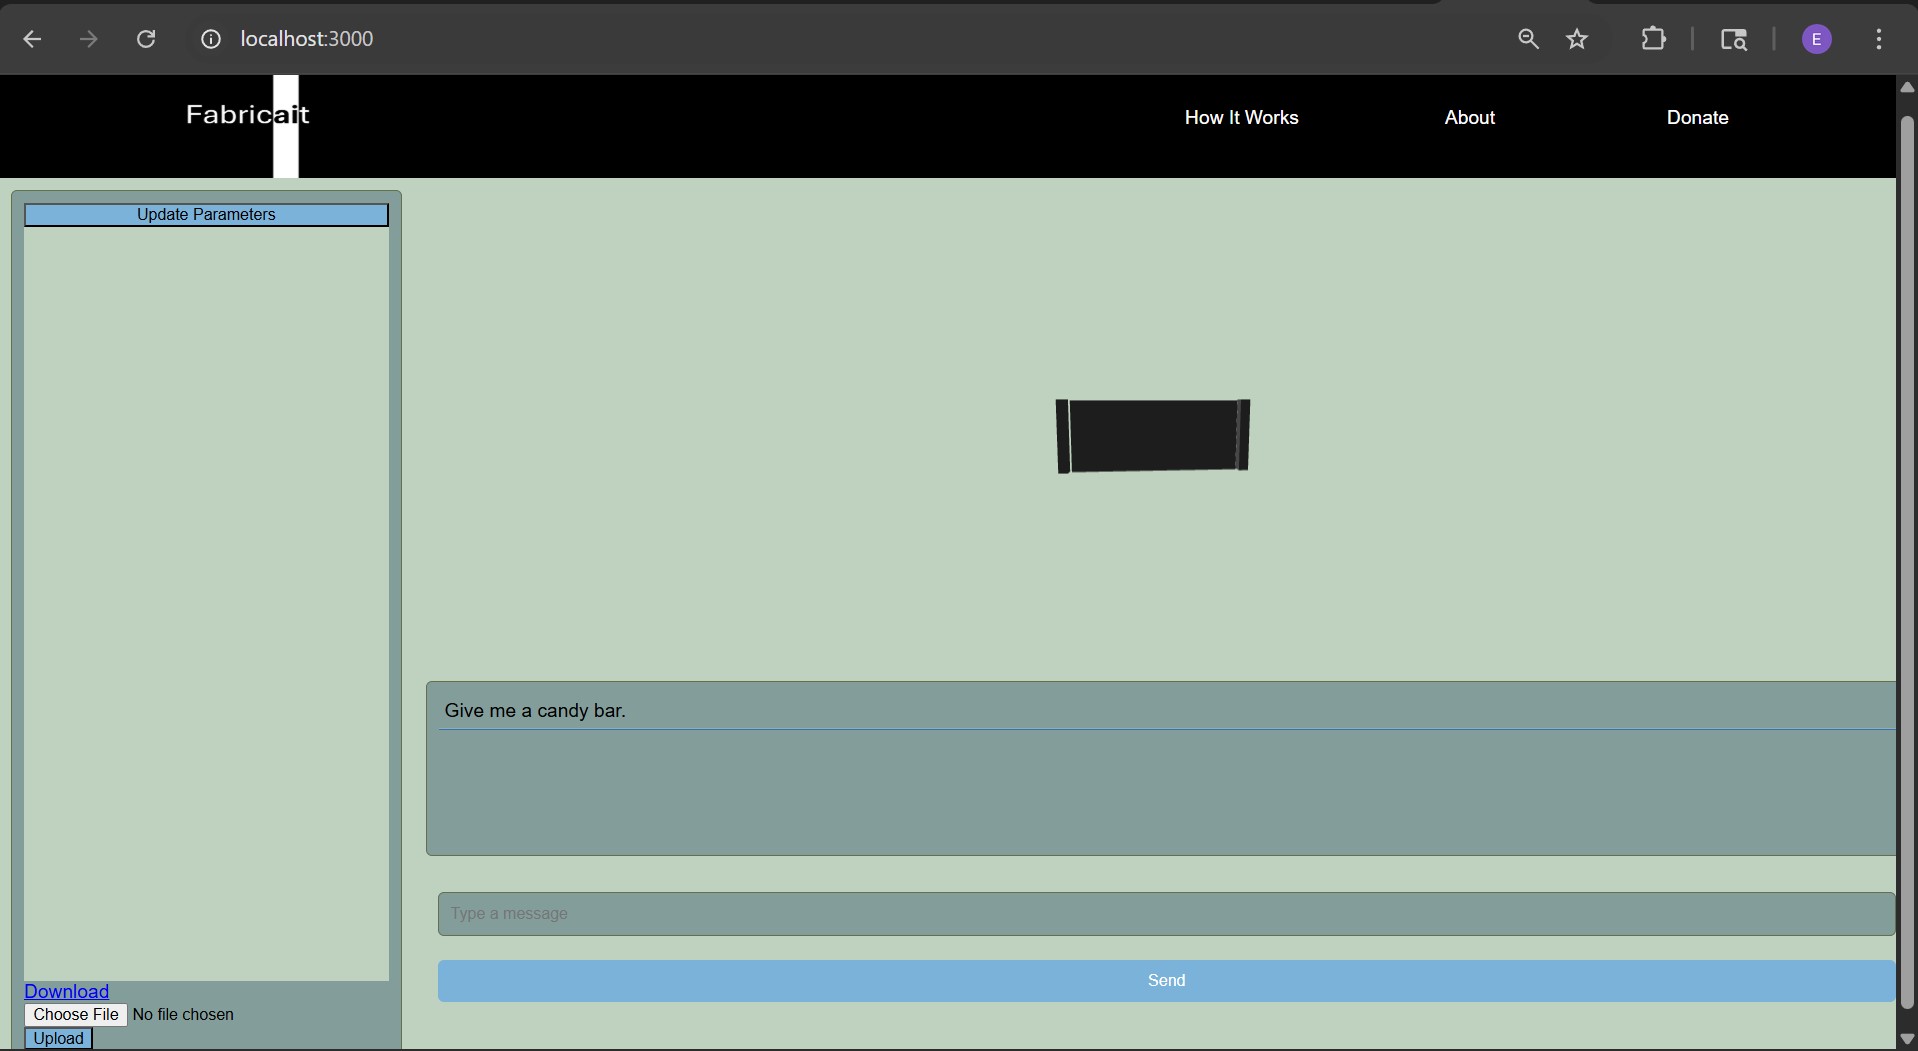 localhost:3000
E
Fabricait
How It Works
About
Donate
Update Parameters
Give me a candy bar.
Type a message
Send
Download
Choose File No file chosen
Upload